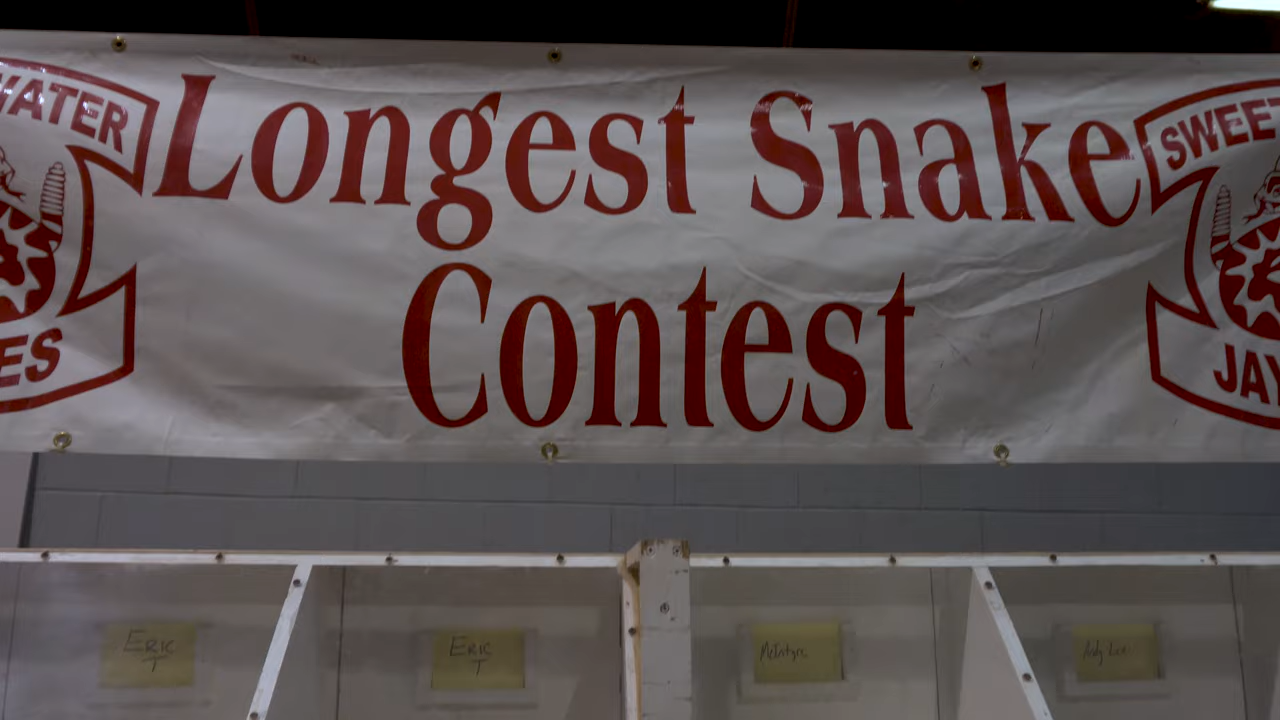 WATER
Longest Snake
SWEET
Contest
ES
JAY
ERIC
T
ERIC
T
McIntyre
Andy Lee